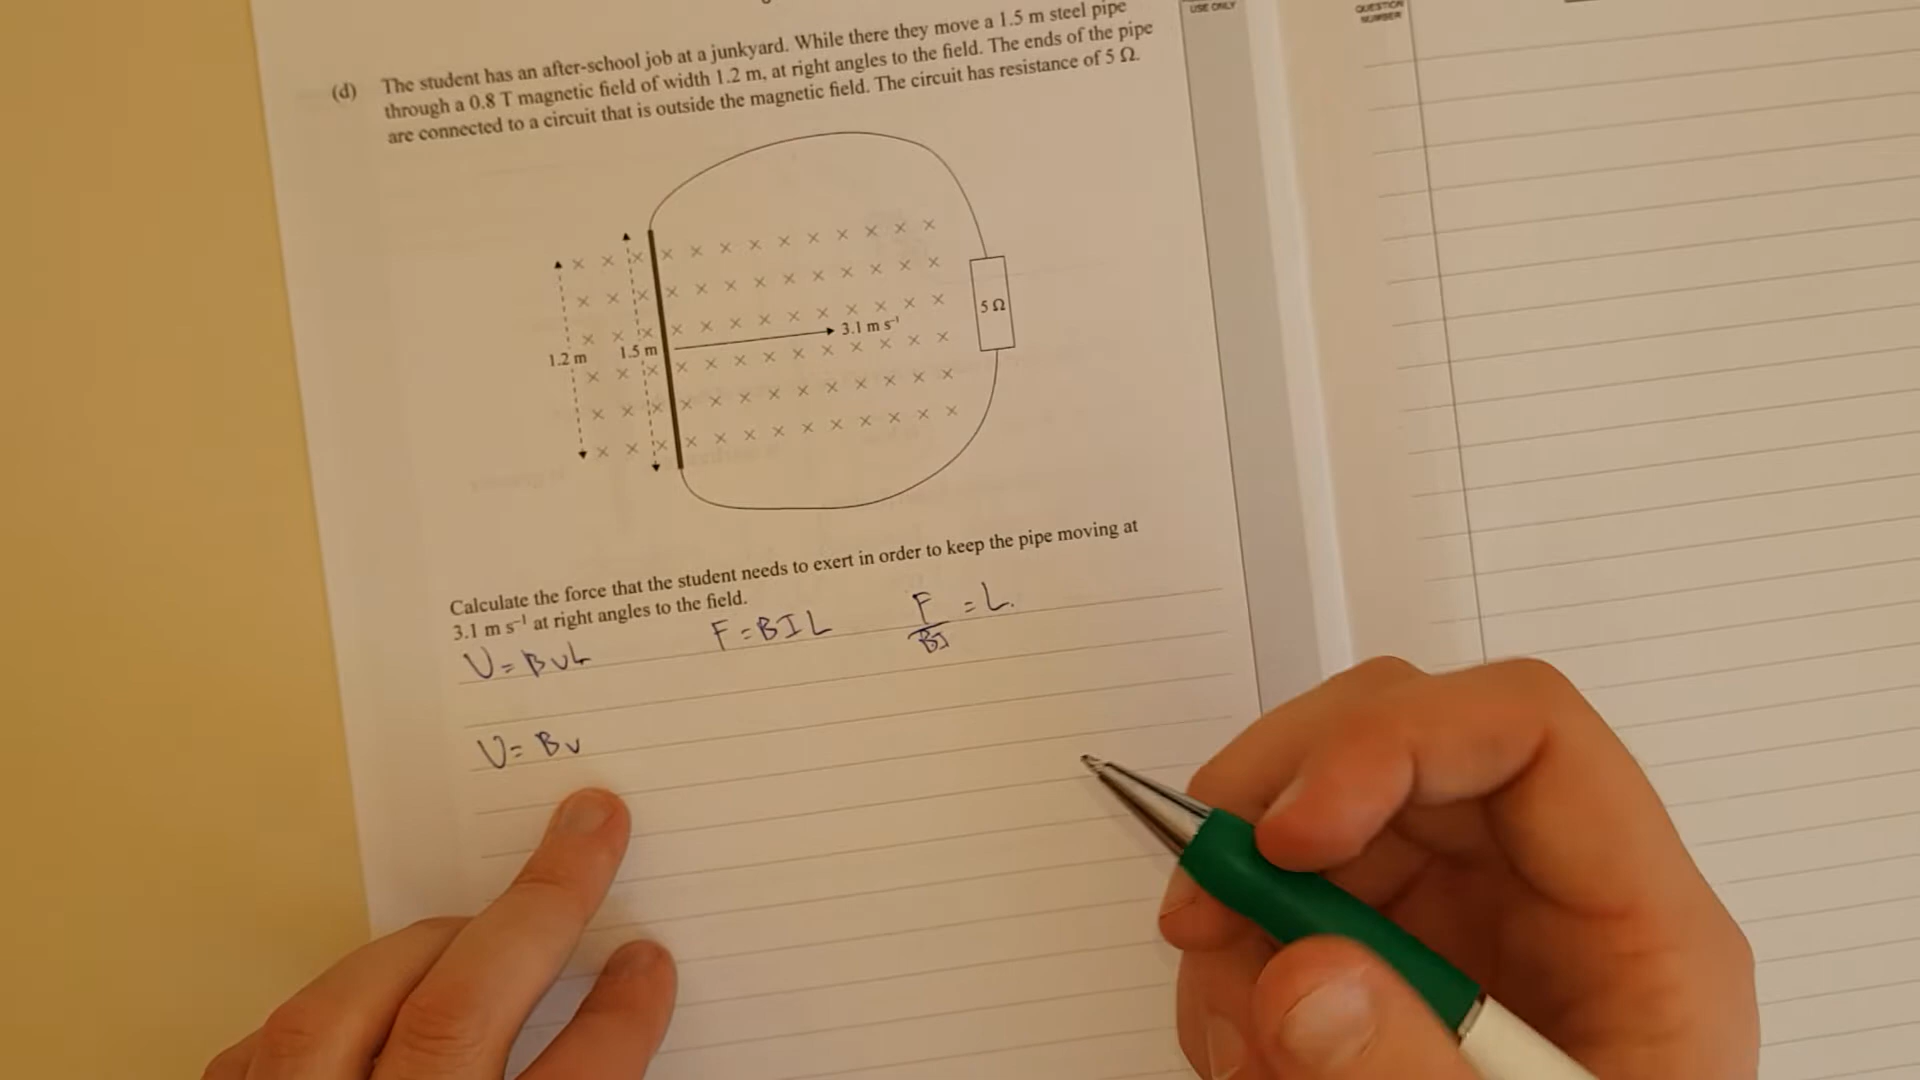 USE ONLY
QUESTION
NUMBER
(d) The student has an after-school job at a junkyard. While there they move a 1.5 m steel pipe
through a 0.8 T magnetic field of width 1.2 m, at right angles to the field. The ends of the pipe
are connected to a circuit that is outside the magnetic field. The circuit has resistance of 5 Ω.
5 Ω
3.1 m s⁻¹
1.2 m
1.5 m
Calculate the force that the student needs to exert in order to keep the pipe moving at
3.1 m s⁻¹ at right angles to the field.
V = BvL F = BIL F/BI = L.
V = Bv